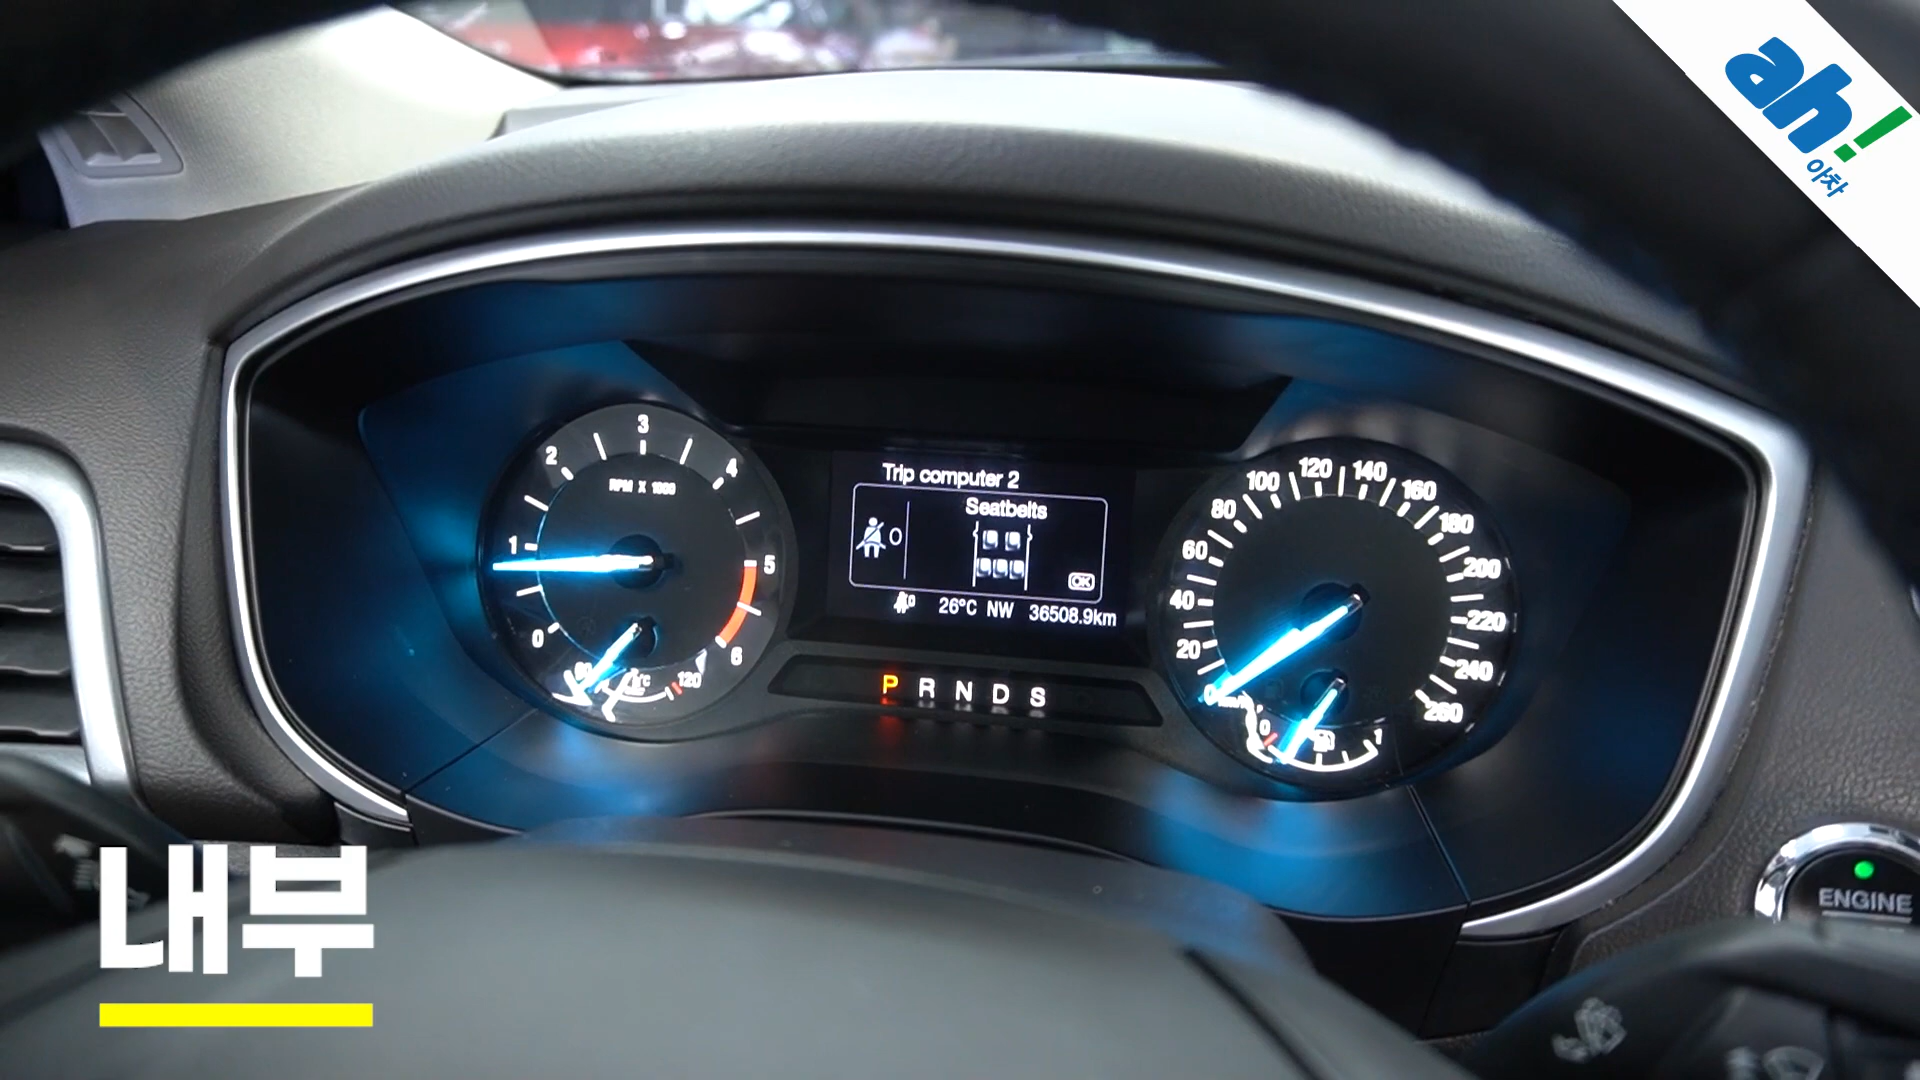 ah!
아차
3
2
4
RPM X 1000
1
5
0
6
60
°C
120
Trip computer 2
Seatbelts
0
OK
26°C NW 36508.9km
P R N D S
0
20
40
60
80
100
120
140
160
180
200
220
240
260
km/h
0
1
ENGINE
내부